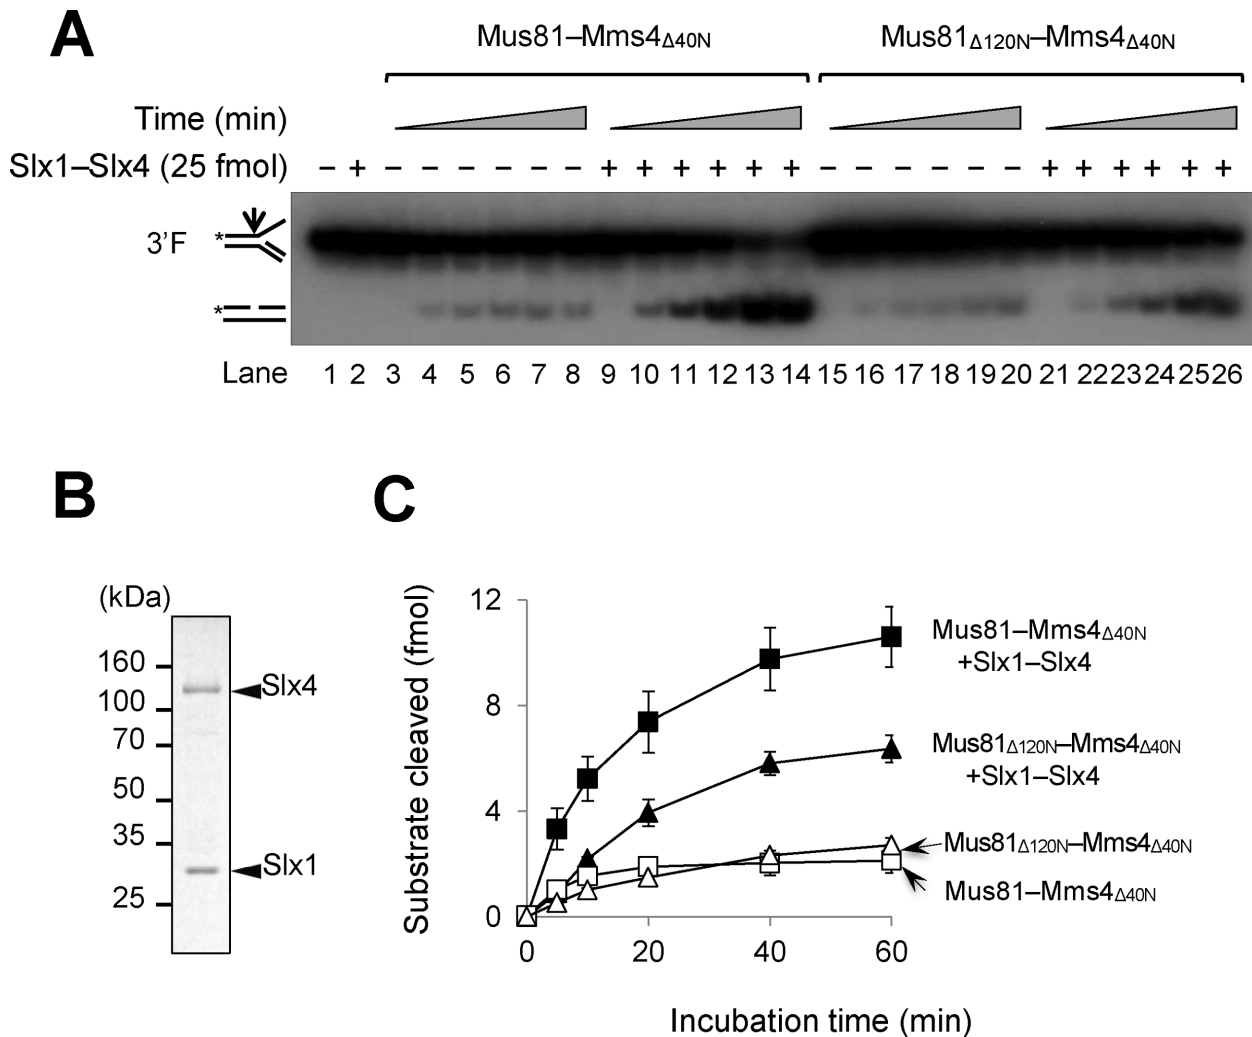 A
Mus81–Mms4Δ40N Mus81Δ120N–Mms4Δ40N
Time (min)
Slx1–Slx4 (25 fmol) – + – – – – – – + + + + + + – – – – – – + + + + + +
3'F *
*
Lane 1 2 3 4 5 6 7 8 9 10 11 12 13 14 15 16 17 18 19 20 21 22 23 24 25 26
B
(kDa)
160
Slx4
100
70
50
35
Slx1
25
C
Substrate cleaved (fmol)
12
8
4
0
0 20 40 60
Incubation time (min)
Mus81–Mms4Δ40N
+Slx1–Slx4
Mus81Δ120N–Mms4Δ40N
+Slx1–Slx4
Mus81Δ120N–Mms4Δ40N
Mus81–Mms4Δ40N